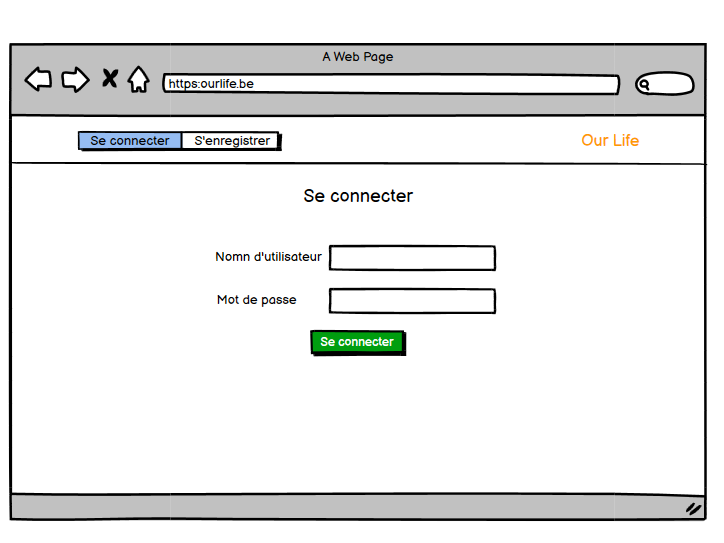 A Web Page
https:ourlife.be
Se connecter S'enregistrer Our Life
Se connecter
Nomn d'utilisateur
Mot de passe
Se connecter